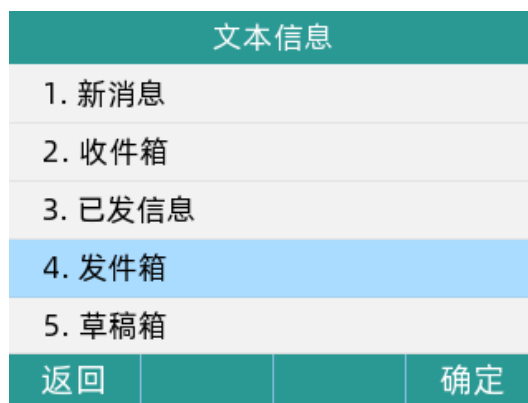 文本信息
1. 新消息
2. 收件箱
3. 已发信息
4. 发件箱
5. 草稿箱
返回 确定